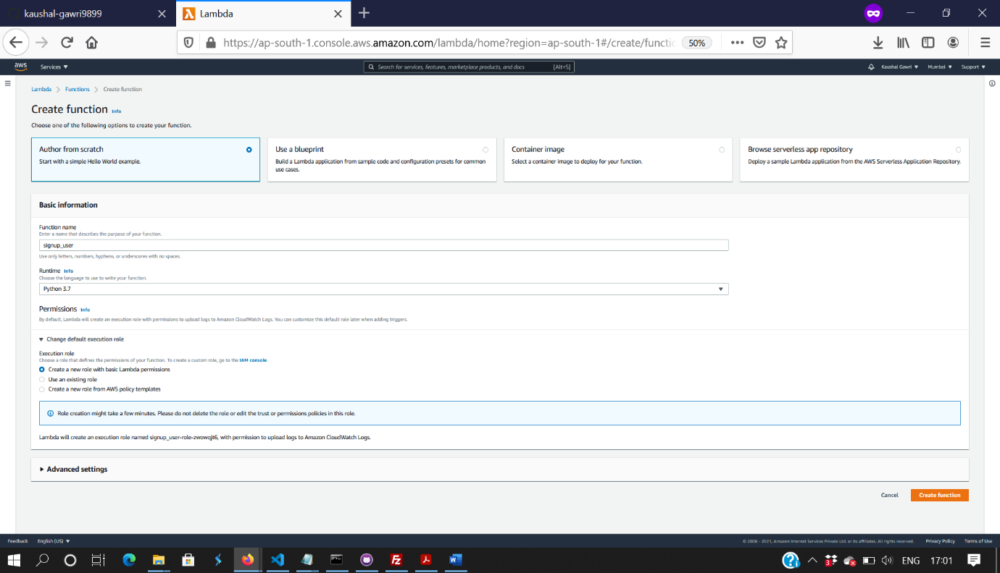 kaushal-gawri9899
Lambda
https://ap-south-1.console.aws.amazon.com/lambda/home?region=ap-south-1#/create/functio
50%
aws
Services
Search for services, features, marketplace products, and docs
[Alt+S]
Kaushal Gawri
Mumbai
Support
Lambda
Functions
Create function
Create function Info
Choose one of the following options to create your function.
Author from scratch
Start with a simple Hello World example.
Use a blueprint
Build a Lambda application from sample code and configuration presets for common
use cases.
Container image
Select a container image to deploy for your function.
Browse serverless app repository
Deploy a sample Lambda application from the AWS Serverless Application Repository.
Basic information
Function name
Enter a name that describes the purpose of your function.
signup_user
Use only letters, numbers, hyphens, or underscores with no spaces.
Runtime Info
Choose the language to use to write your function.
Python 3.7
Permissions Info
By default, Lambda will create an execution role with permissions to upload logs to Amazon CloudWatch Logs. You can customize this default role later when adding triggers.
Change default execution role
Execution role
Choose a role that defines the permissions of your function. To create a custom role, go to the IAM console.
Create a new role with basic Lambda permissions
Use an existing role
Create a new role from AWS policy templates
Role creation might take a few minutes. Please do not delete the role or edit the trust or permissions policies in this role.
Lambda will create an execution role named signup_user-role-zwowqjt6, with permission to upload logs to Amazon CloudWatch Logs.
Advanced settings
Cancel
Create function
Feedback
English (US)
© 2008 - 2021, Amazon Internet Services Private Ltd. or its affiliates. All rights reserved.
Privacy Policy
Terms of Use
ENG
17:01